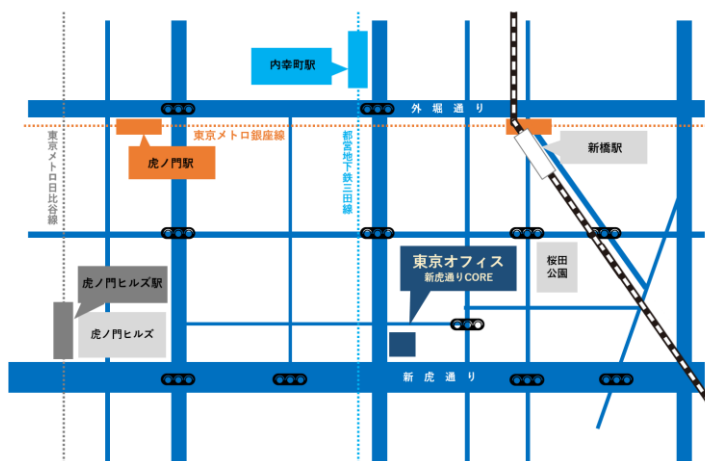 内幸町駅
外堀通り
東京メトロ銀座線
虎ノ門駅
新橋駅
東京メトロ日比谷線
都営地下鉄三田線
東京オフィス
新虎通りCORE
桜田
公園
虎ノ門ヒルズ駅
虎ノ門ヒルズ
新虎通り